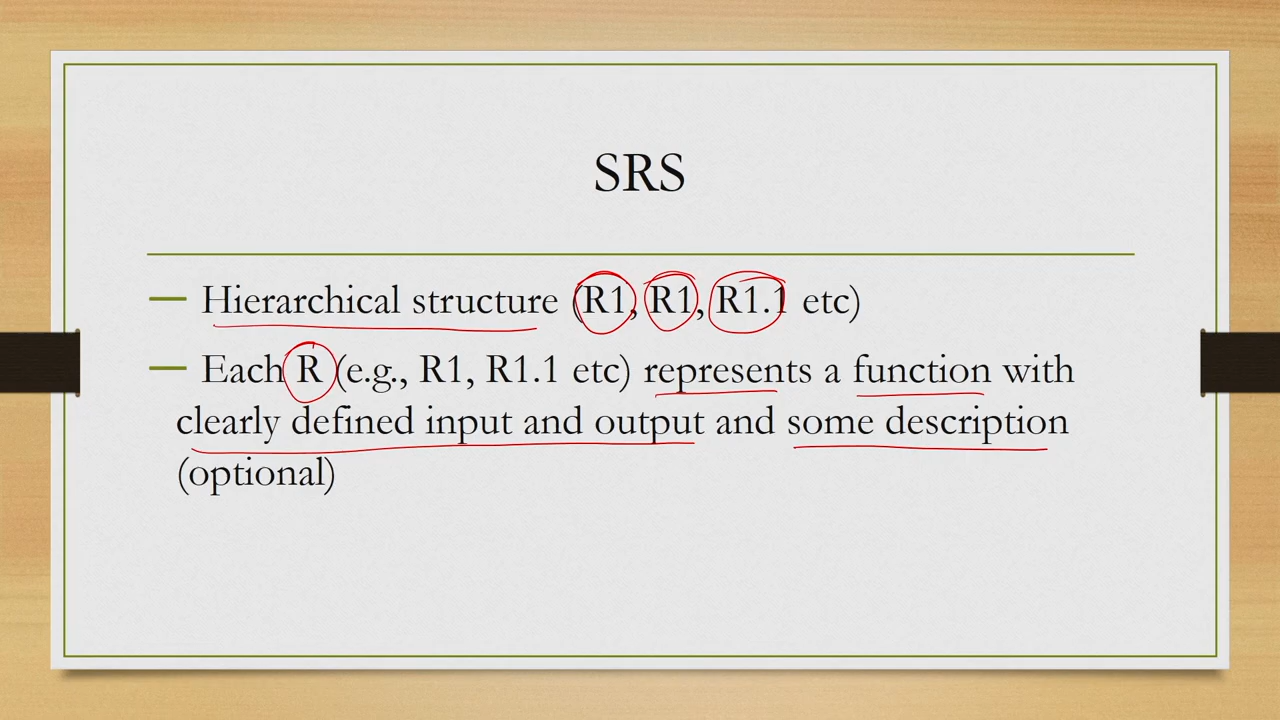 SRS
— Hierarchical structure (R1, R1, R1.1 etc)
— Each R (e.g., R1, R1.1 etc) represents a function with
clearly defined input and output and some description
(optional)